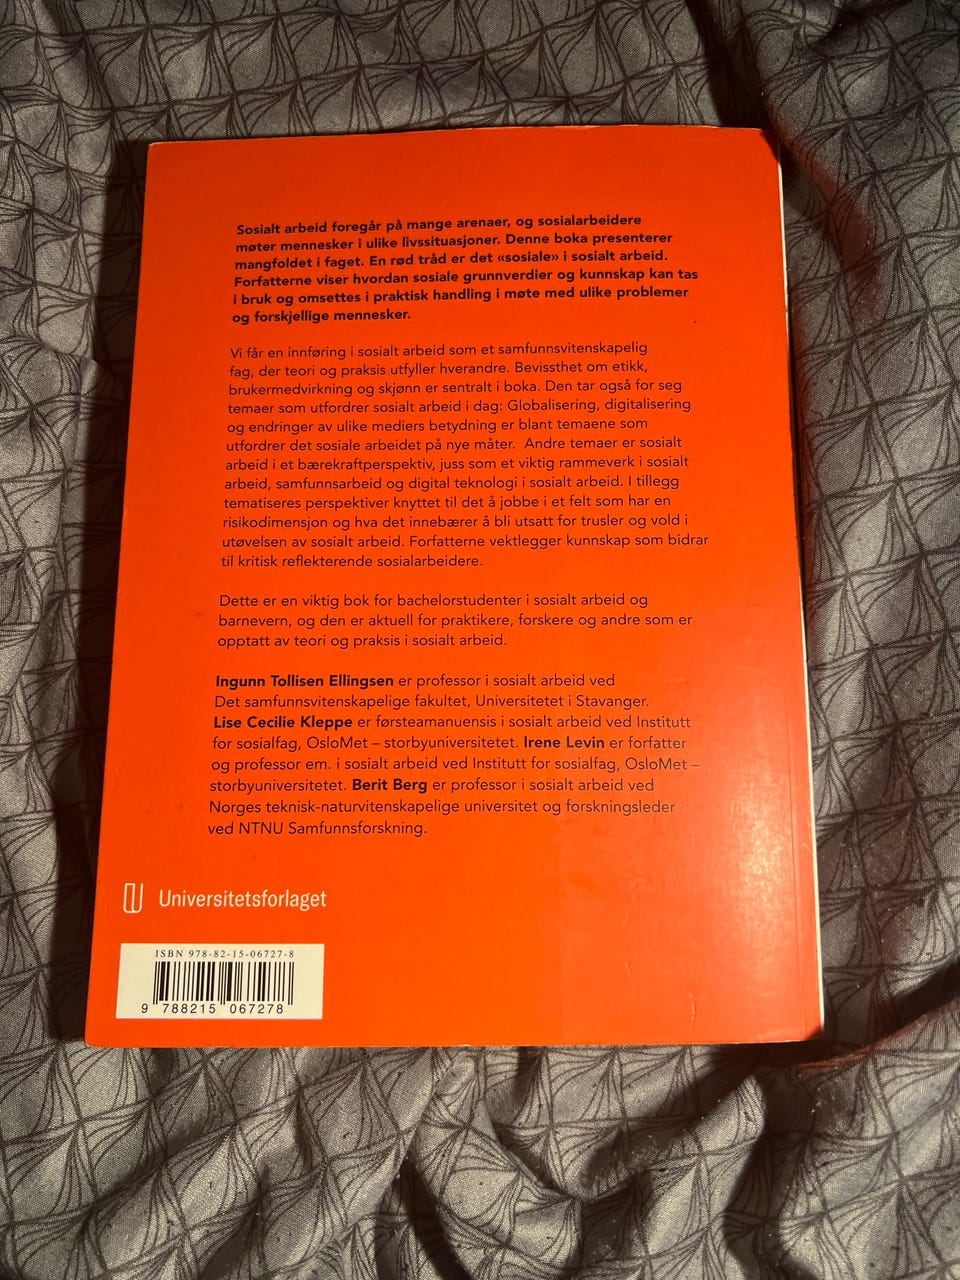 Sosialt arbeid foregår på mange arenaer, og sosialarbeidere
møter mennesker i ulike livssituasjoner. Denne boka presenterer
mangfoldet i faget. En rød tråd er det «sosiale» i sosialt arbeid.
Forfatterne viser hvordan sosiale grunnverdier og kunnskap kan tas
i bruk og omsettes i praktisk handling i møte med ulike problemer
og forskjellige mennesker.
Vi får en innføring i sosialt arbeid som et samfunnsvitenskapelig
fag, der teori og praksis utfyller hverandre. Bevissthet om etikk,
brukermedvirkning og skjønn er sentralt i boka. Den tar også for seg
temaer som utfordrer sosialt arbeid i dag: Globalisering, digitalisering
og endringer av ulike mediers betydning er blant temaene som
utfordrer det sosiale arbeidet på nye måter. Andre temaer er sosialt
arbeid i et bærekraftperspektiv, juss som et viktig rammeverk i sosialt
arbeid, samfunnsarbeid og digital teknologi i sosialt arbeid. I tillegg
tematiseres perspektiver knyttet til det å jobbe i et felt som har en
risikodimensjon og hva det innebærer å bli utsatt for trusler og vold i
utøvelsen av sosialt arbeid. Forfatterne vektlegger kunnskap som bidrar
til kritisk reflekterende sosialarbeidere.
Dette er en viktig bok for bachelorstudenter i sosialt arbeid og
barnevern, og den er aktuell for praktikere, forskere og andre som er
opptatt av teori og praksis i sosialt arbeid.
Ingunn Tollisen Ellingsen er professor i sosialt arbeid ved
Det samfunnsvitenskapelige fakultet, Universitetet i Stavanger.
Lise Cecilie Kleppe er førsteamanuensis i sosialt arbeid ved Institutt
for sosialfag, OsloMet – storbyuniversitetet. Irene Levin er forfatter
og professor em. i sosialt arbeid ved Institutt for sosialfag, OsloMet –
storbyuniversitetet. Berit Berg er professor i sosialt arbeid ved
Norges teknisk-naturvitenskapelige universitet og forskningsleder
ved NTNU Samfunnsforskning.
Universitetsforlaget
ISBN 978-82-15-06727-8
9 788215 067278